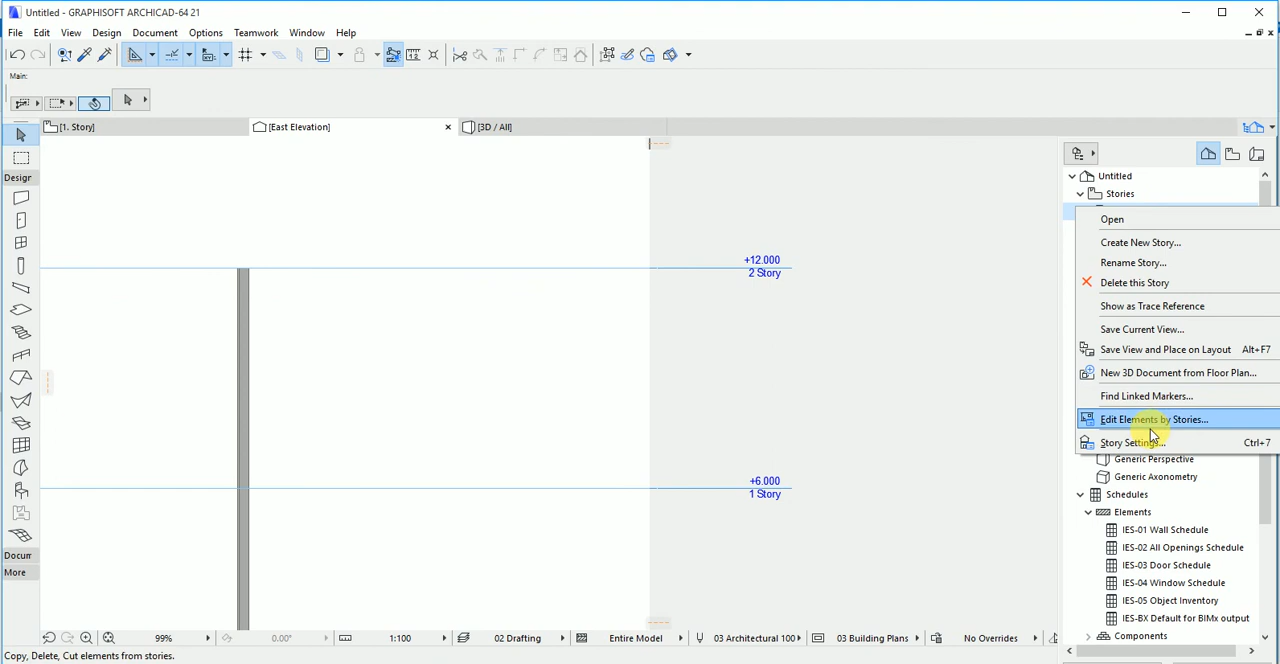 Untitled - GRAPHISOFT ARCHICAD-64 21
File Edit View Design Document Options Teamwork Window Help
Main:
[1. Story]
[East Elevation]
[3D / All]
Design
Untitled
Stories
Open
Create New Story...
Rename Story...
Delete this Story
Show as Trace Reference
Save Current View...
Save View and Place on Layout Alt+F7
New 3D Document from Floor Plan...
Find Linked Markers...
Edit Elements by Stories...
Story Settings... Ctrl+7
+12.000
2 Story
+6.000
1 Story
Generic Perspective
Generic Axonometry
Schedules
Elements
IES-01 Wall Schedule
IES-02 All Openings Schedule
IES-03 Door Schedule
IES-04 Window Schedule
IES-05 Object Inventory
IES-BX Default for BIMx output
Components
Docum
More
99% 0.00° 1:100 02 Drafting Entire Model 03 Architectural 100 03 Building Plans No Overrides
Copy, Delete, Cut elements from stories.